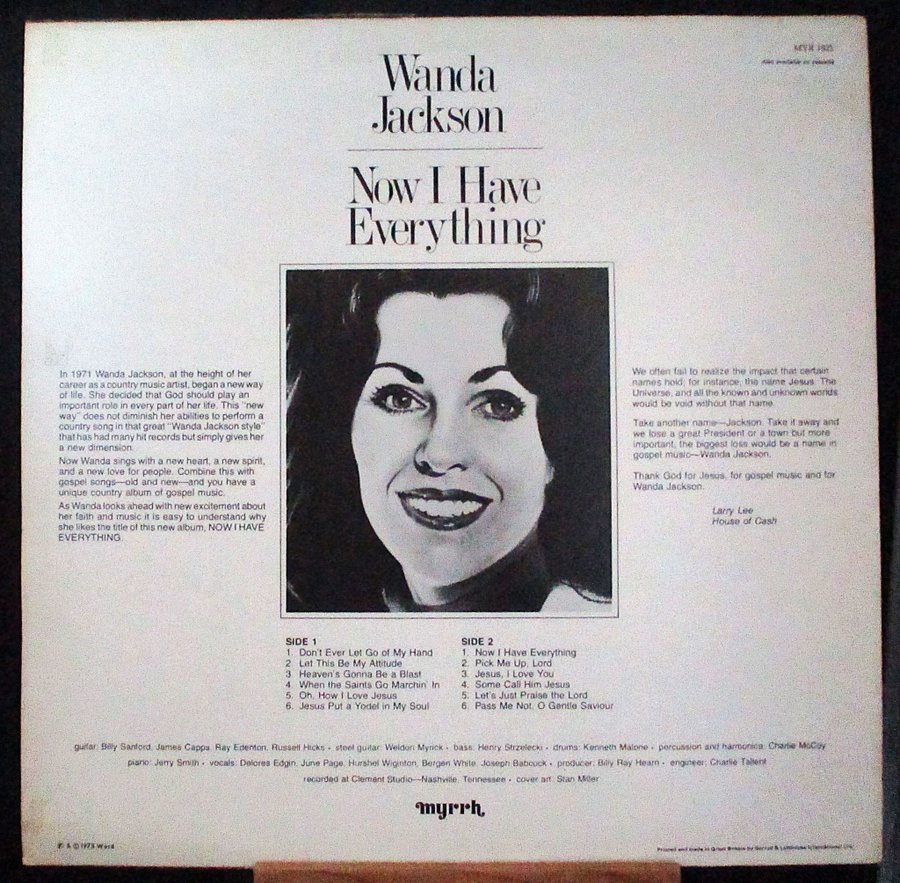 MYR 1021
Also available on cassette
Wanda
Jackson
Now I Have
Everything
In 1971 Wanda Jackson, at the height of her
career as a country music artist, began a new way
of life. She decided that God should play an
important role in every part of her life. This "new
way" does not diminish her abilities to perform a
country song in that great "Wanda Jackson style"
that has had many hit records but simply gives her
a new dimension.
Now Wanda sings with a new heart, a new spirit,
and a new love for people. Combine this with
gospel songs—old and new—and you have a
unique country album of gospel music.
As Wanda looks ahead with new excitement about
her faith and music it is easy to understand why
she likes the title of this new album, NOW I HAVE
EVERYTHING.
We often fail to realize the impact that certain
names hold; for instance, the name Jesus. The
Universe, and all the known and unknown worlds
would be void without that name.
Take another name—Jackson. Take it away and
we lose a great President or a town but more
important, the biggest loss would be a name in
gospel music—Wanda Jackson.
Thank God for Jesus, for gospel music and for
Wanda Jackson.
Larry Lee
House of Cash
SIDE 1
1. Don't Ever Let Go of My Hand
2. Let This Be My Attitude
3. Heaven's Gonna Be a Blast
4. When the Saints Go Marchin' In
5. Oh, How I Love Jesus
6. Jesus Put a Yodel in My Soul
SIDE 2
1. Now I Have Everything
2. Pick Me Up, Lord
3. Jesus, I Love You
4. Some Call Him Jesus
5. Let's Just Praise the Lord
6. Pass Me Not, O Gentle Saviour
guitar: Billy Sanford, James Cappa, Ray Edenton, Russell Hicks • steel guitar: Weldon Myrick • bass: Henry Strzelecki • drums: Kenneth Malone • percussion and harmonica: Charlie McCoy
piano: Jerry Smith • vocals: Delores Edgin, June Page, Hurshel Wiginton, Bergen White, Joseph Babcock • producer: Billy Ray Hearn • engineer: Charlie Tallent
recorded at Clement Studio—Nashville, Tennessee • cover art: Stan Miller
myrrh
℗ & © 1973 Word
Printed and made in Great Britain by